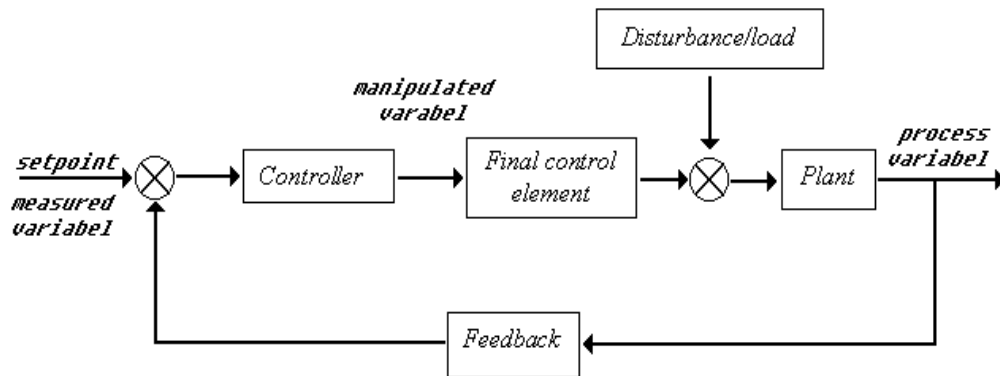 Disturbance/load
manipulated
varabel
process
variabel
setpoint
Controller
Final control
element
Plant
measured
variabel
Feedback